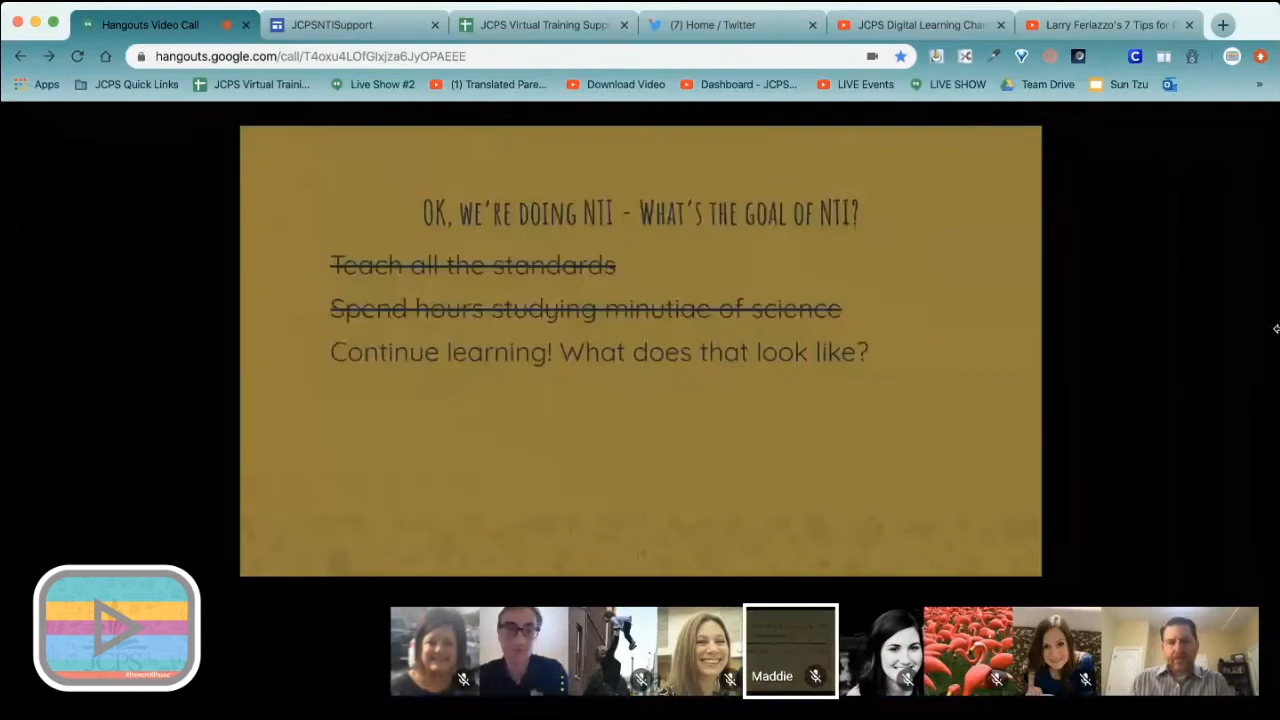 Hangouts Video Call
JCPSNTISupport
JCPS Virtual Training Supp
(7) Home / Twitter
JCPS Digital Learning Cha
Larry Ferlazzo's 7 Tips for
hangouts.google.com/call/T4oxu4LOfGIxjza6JyOPAEEE
Apps
JCPS Quick Links
JCPS Virtual Traini...
Live Show #2
(1) Translated Pare...
Download Video
Dashboard - JCPS...
LIVE Events
LIVE SHOW
Team Drive
Sun Tzu
»
OK, WE'RE DOING NTI - WHAT'S THE GOAL OF NTI?
Teach all the standards
Spend hours studying minutiae of science
Continue learning! What does that look like?
JCPS
#PowerOfPause
Maddie